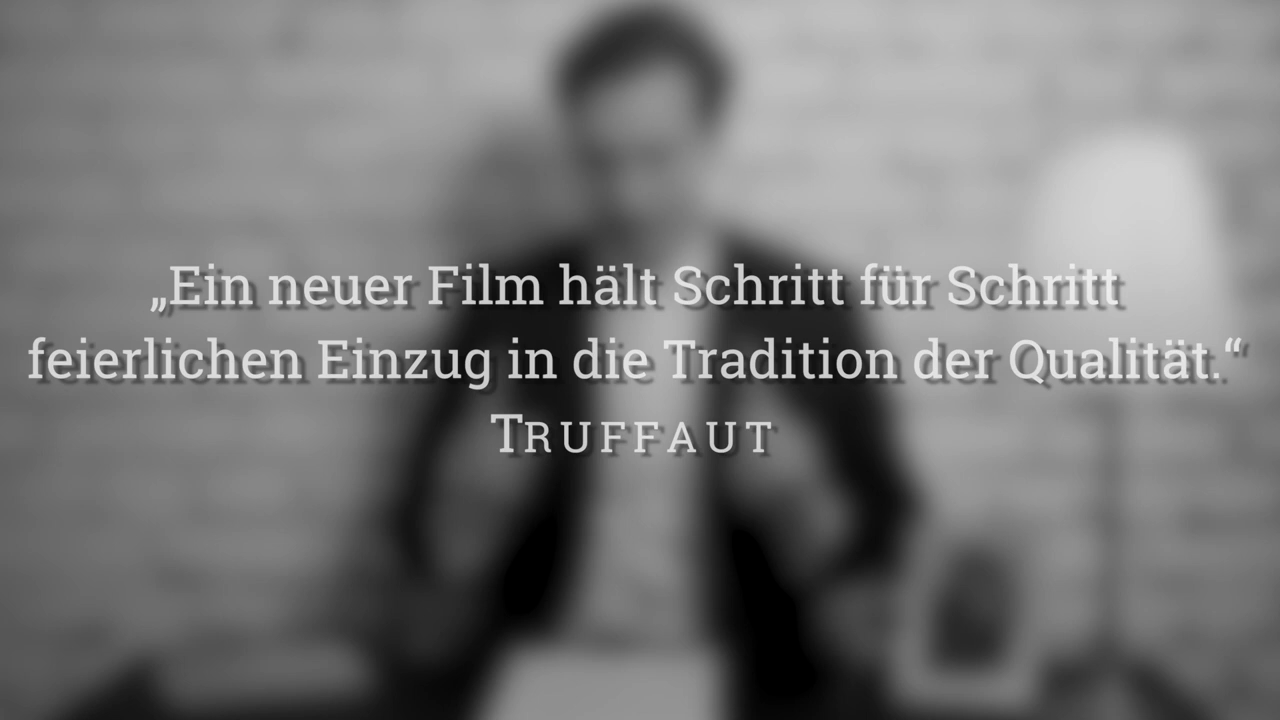 „Ein neuer Film hält Schritt für Schritt
feierlichen Einzug in die Tradition der Qualität.“
TRUFFAUT